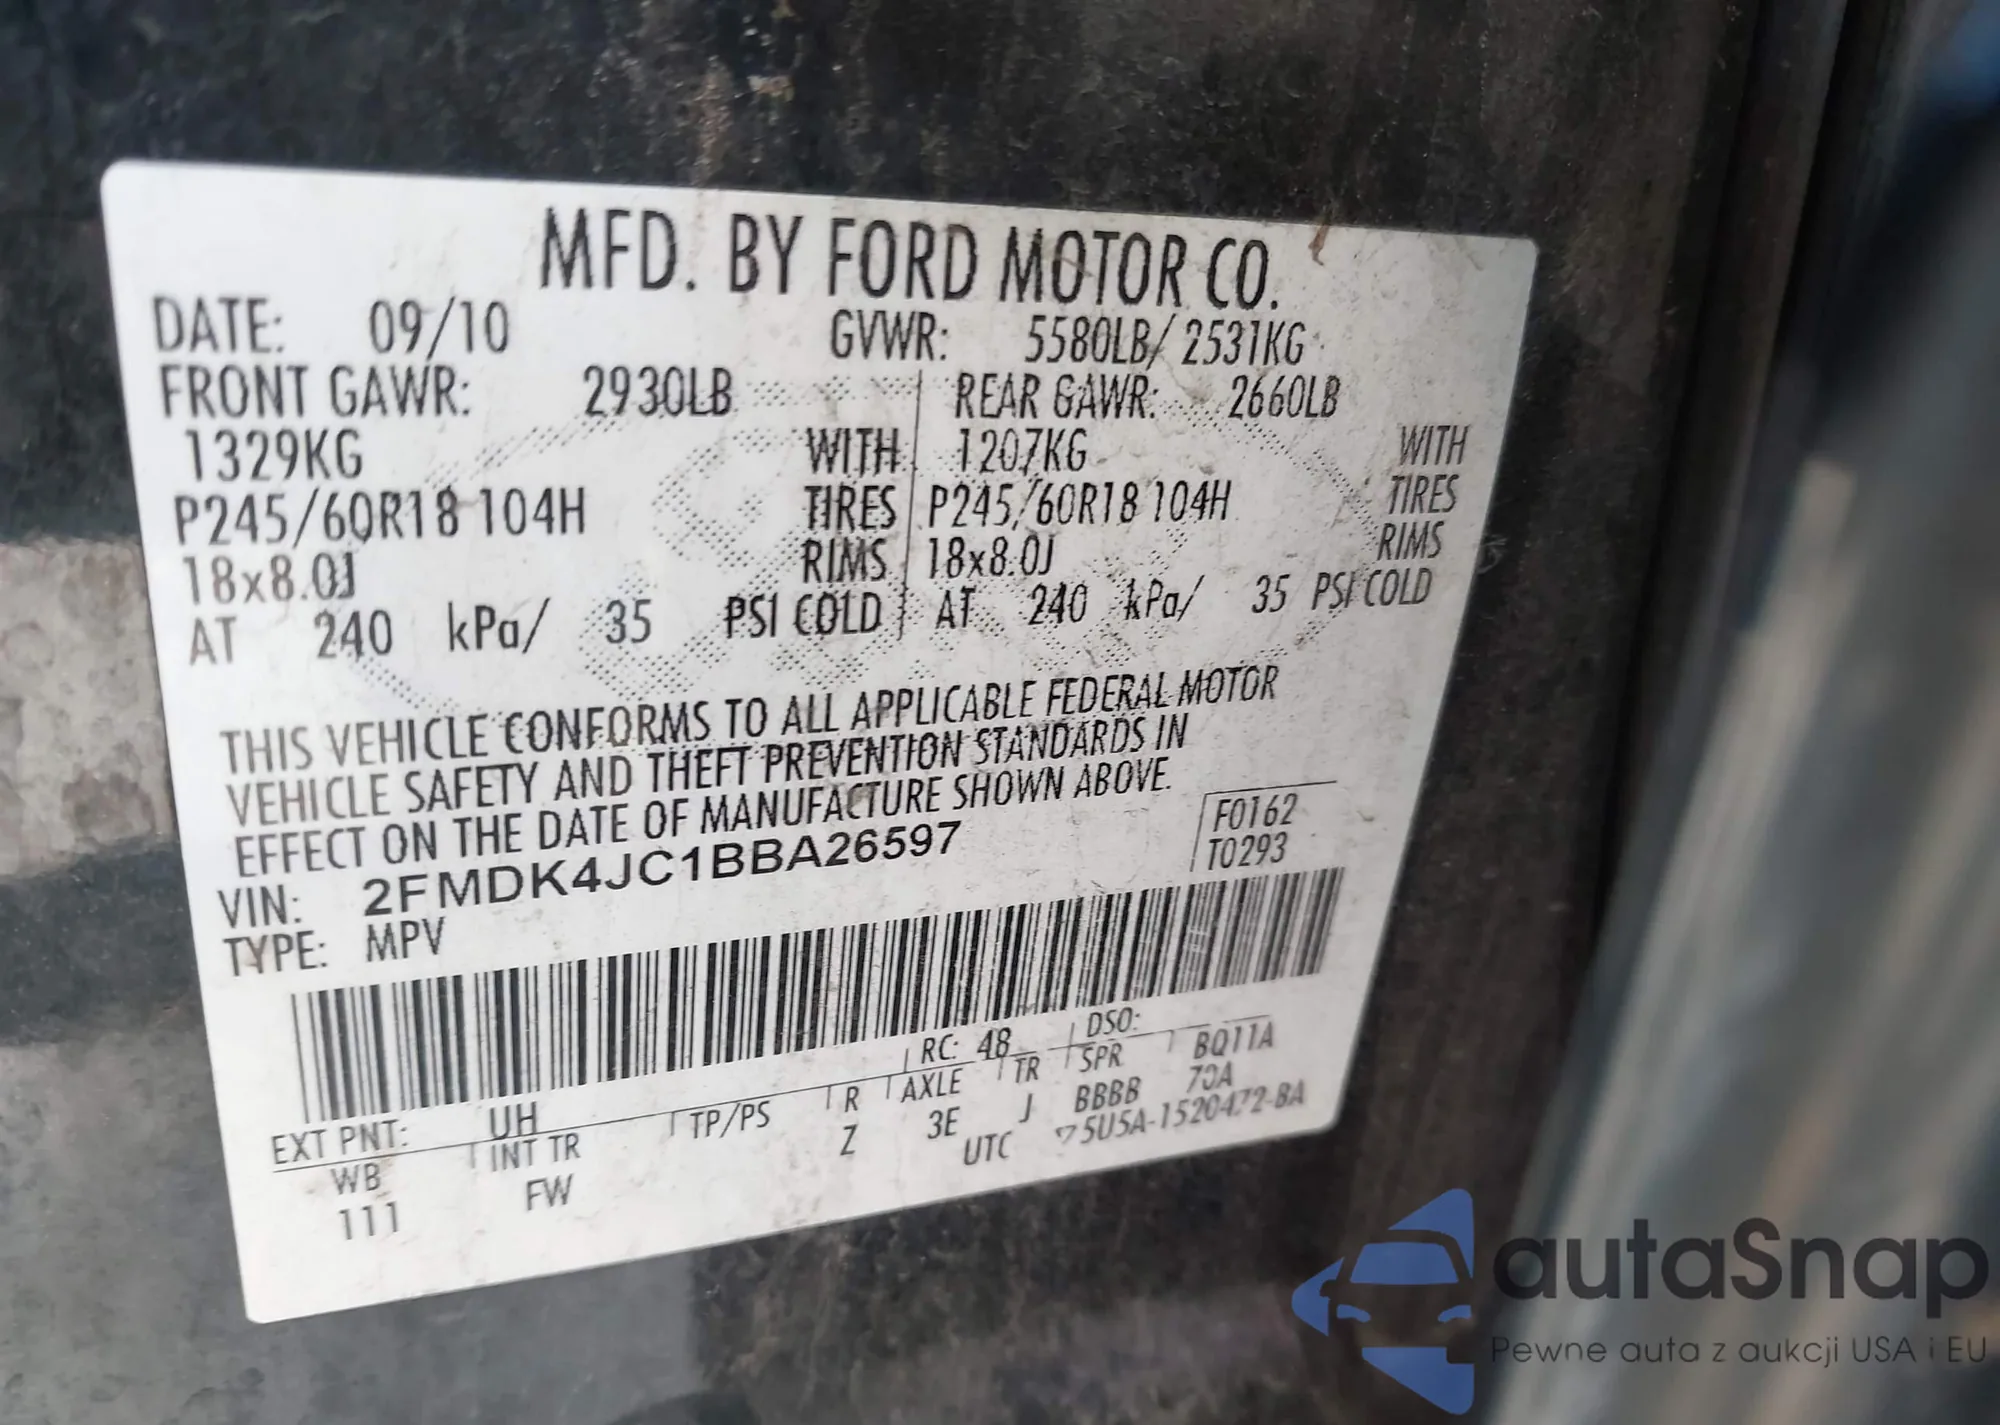 MFD. BY FORD MOTOR CO.
DATE: 09/10 GVWR: 5580LB/ 2531KG
FRONT GAWR: 2930LB REAR GAWR: 2660LB
1329KG WITH 1207KG WITH
P245/60R18 104H TIRES P245/60R18 104H TIRES
18x8.0J RIMS 18x8.0J RIMS
AT 240 kPa/ 35 PSI COLD AT 240 kPa/ 35 PSI COLD
THIS VEHICLE CONFORMS TO ALL APPLICABLE FEDERAL MOTOR
VEHICLE SAFETY AND THEFT PREVENTION STANDARDS IN
EFFECT ON THE DATE OF MANUFACTURE SHOWN ABOVE.
F0162
T0293
VIN: 2FMDK4JC1BBA26597
TYPE: MPV
EXT PNT: UH RC: 48 DSO:
WB INT TR TP/PS R AXLE TR SPR BQ11A
111 FW Z 3E J BBBB
UTC
autaSnap
Pewne auta z aukcji USA i EU